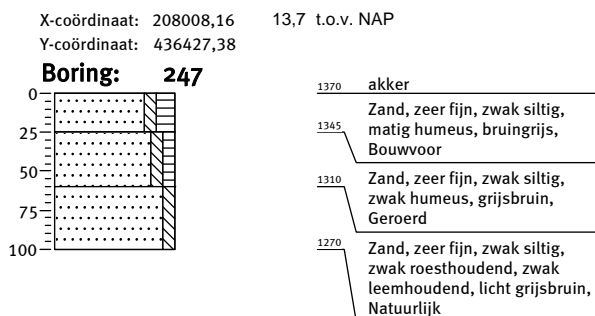 X-coördinaat: 208008,16 13,7 t.o.v. NAP
Y-coördinaat: 436427,38
Boring: 247
0
25
50
75
100
1370 akker
Zand, zeer fijn, zwak siltig,
1345 matig humeus, bruingrijs,
Bouwvoor
1310 Zand, zeer fijn, zwak siltig,
zwak humeus, grijsbruin,
Geroerd
1270 Zand, zeer fijn, zwak siltig,
zwak roesthoudend, zwak
leemhoudend, licht grijsbruin,
Natuurlijk